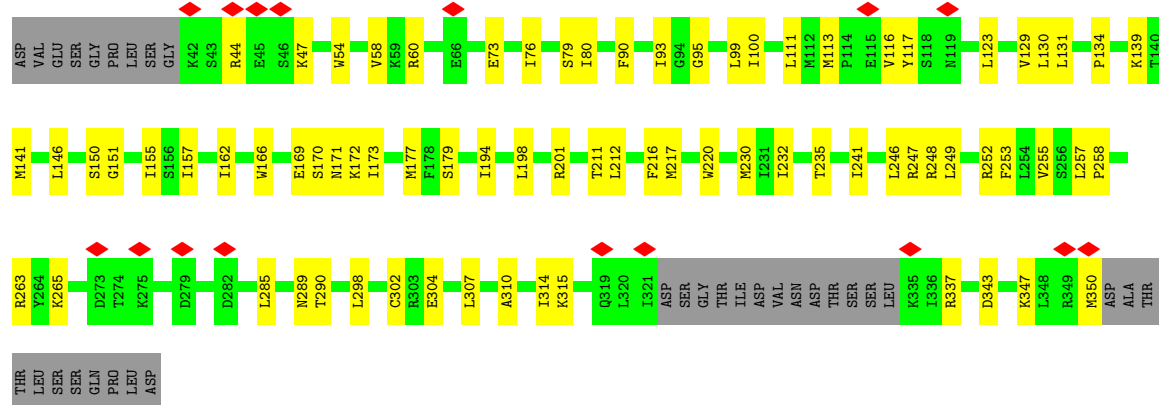 ASP VAL GLU SER GLY PRO LEU SER GLY K42 S43 R44 E45 S46 K47 W54 V58 K59 R60 E66 E73 I76 S79 I80 F90 I93 G94 G95 L99 I100 L111 M112 M113 P114 E115 V116 Y117 S118 N119 L123 V129 L130 L131 P134 K139 T140
M141 L146 S150 G151 I155 S156 I157 I162 W166 E169 S170 N171 K172 I173 M177 F178 S179 I194 L198 R201 T211 L212 F216 M217 W220 M230 I231 I232 T235 I241 L246 R247 R248 L249 R252 F253 L254 V255 S256 L257 P258
R263 Y264 K265 D273 T274 K275 D279 D282 L285 N289 T290 L298 C302 R303 E304 L307 A310 I314 K315 Q319 L320 I321 ASP SER GLY THR ILE ASP VAL ASN ASP THR SER SER LEU K335 I336 R337 D343 K347 L348 R349 M350 ASP ALA THR
THR LEU SER SER GLN PRO LEU ASP